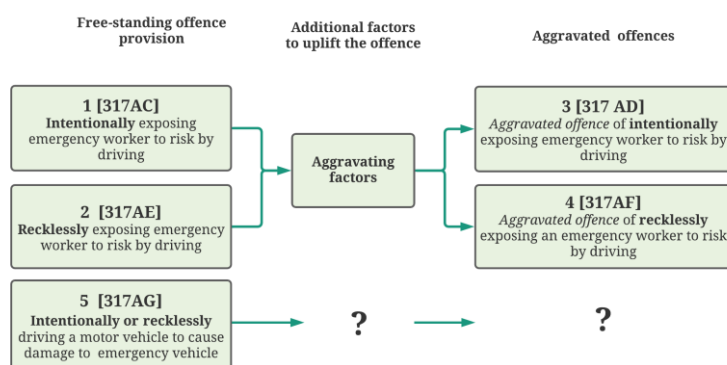 Free-standing offence
provision
Additional factors
to uplift the offence
Aggravated offences
1 [317AC]
Intentionally exposing
emergency worker to risk by
driving
2 [317AE]
Recklessly exposing emergency
worker to risk by driving
5 [317AG]
Intentionally or recklessly
driving a motor vehicle to cause
damage to emergency vehicle
Aggravating
factors
?
3 [317 AD]
Aggravated offence of intentionally
exposing emergency worker to risk by
driving
4 [317AF]
Aggravated offence of recklessly
exposing an emergency worker to risk
by driving
?